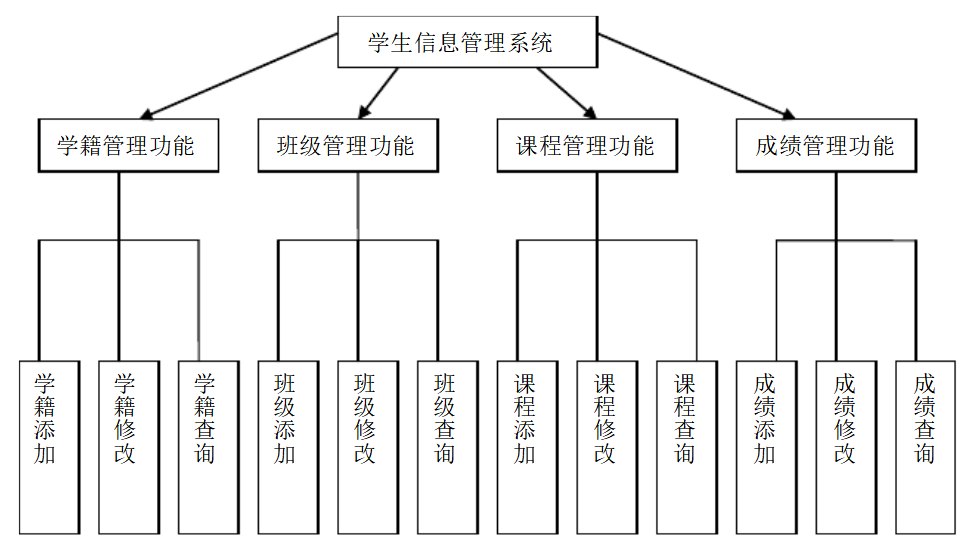 学生信息管理系统
学籍管理功能
班级管理功能
课程管理功能
成绩管理功能
学籍添加
学籍修改
学籍查询
班级添加
班级修改
班级查询
课程添加
课程修改
课程查询
成绩添加
成绩修改
成绩查询